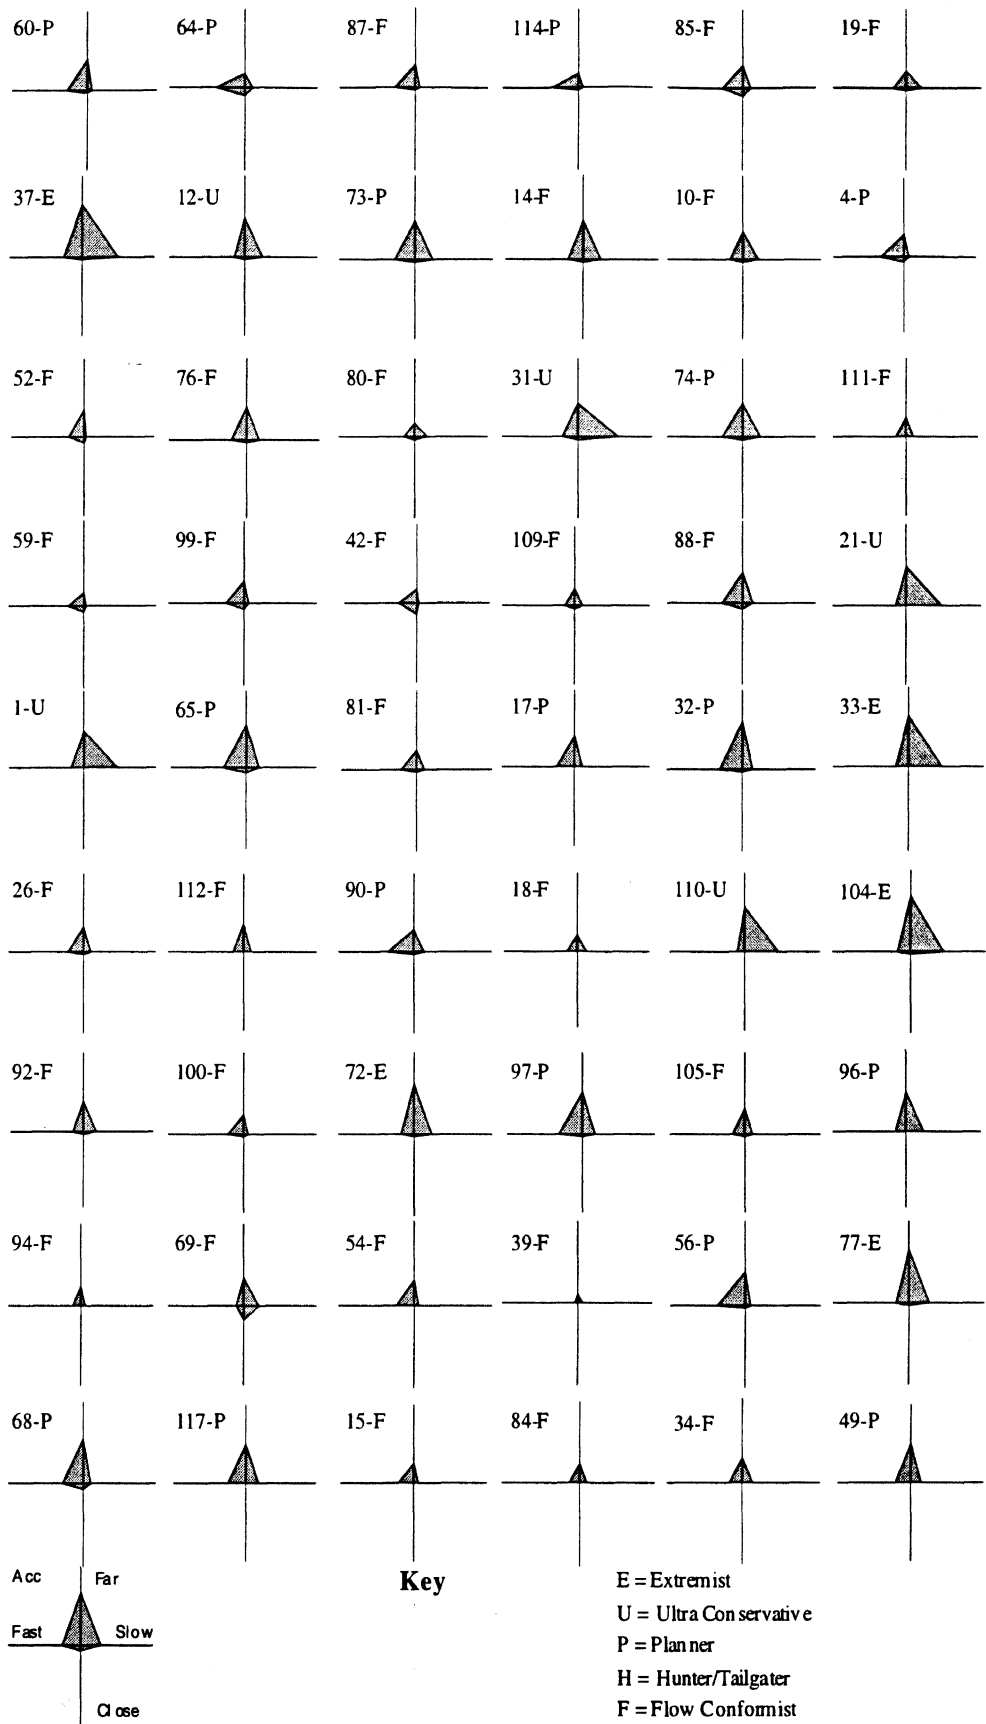 60-P 64-P 87-F 114-P 85-F 19-F
37-E 12-U 73-P 14-F 10-F 4-P
52-F 76-F 80-F 31-U 74-P 111-F
59-F 99-F 42-F 109-F 88-F 21-U
1-U 65-P 81-F 17-P 32-P 33-E
26-F 112-F 90-P 18-F 110-U 104-E
92-F 100-F 72-E 97-P 105-F 96-P
94-F 69-F 54-F 39-F 56-P 77-E
68-P 117-P 15-F 84-F 34-F 49-P
Acc Far Key E = Extremist
U = Ultra Conservative
Fast Slow P = Planner
H = Hunter/Tailgater
Close F = Flow Conformist